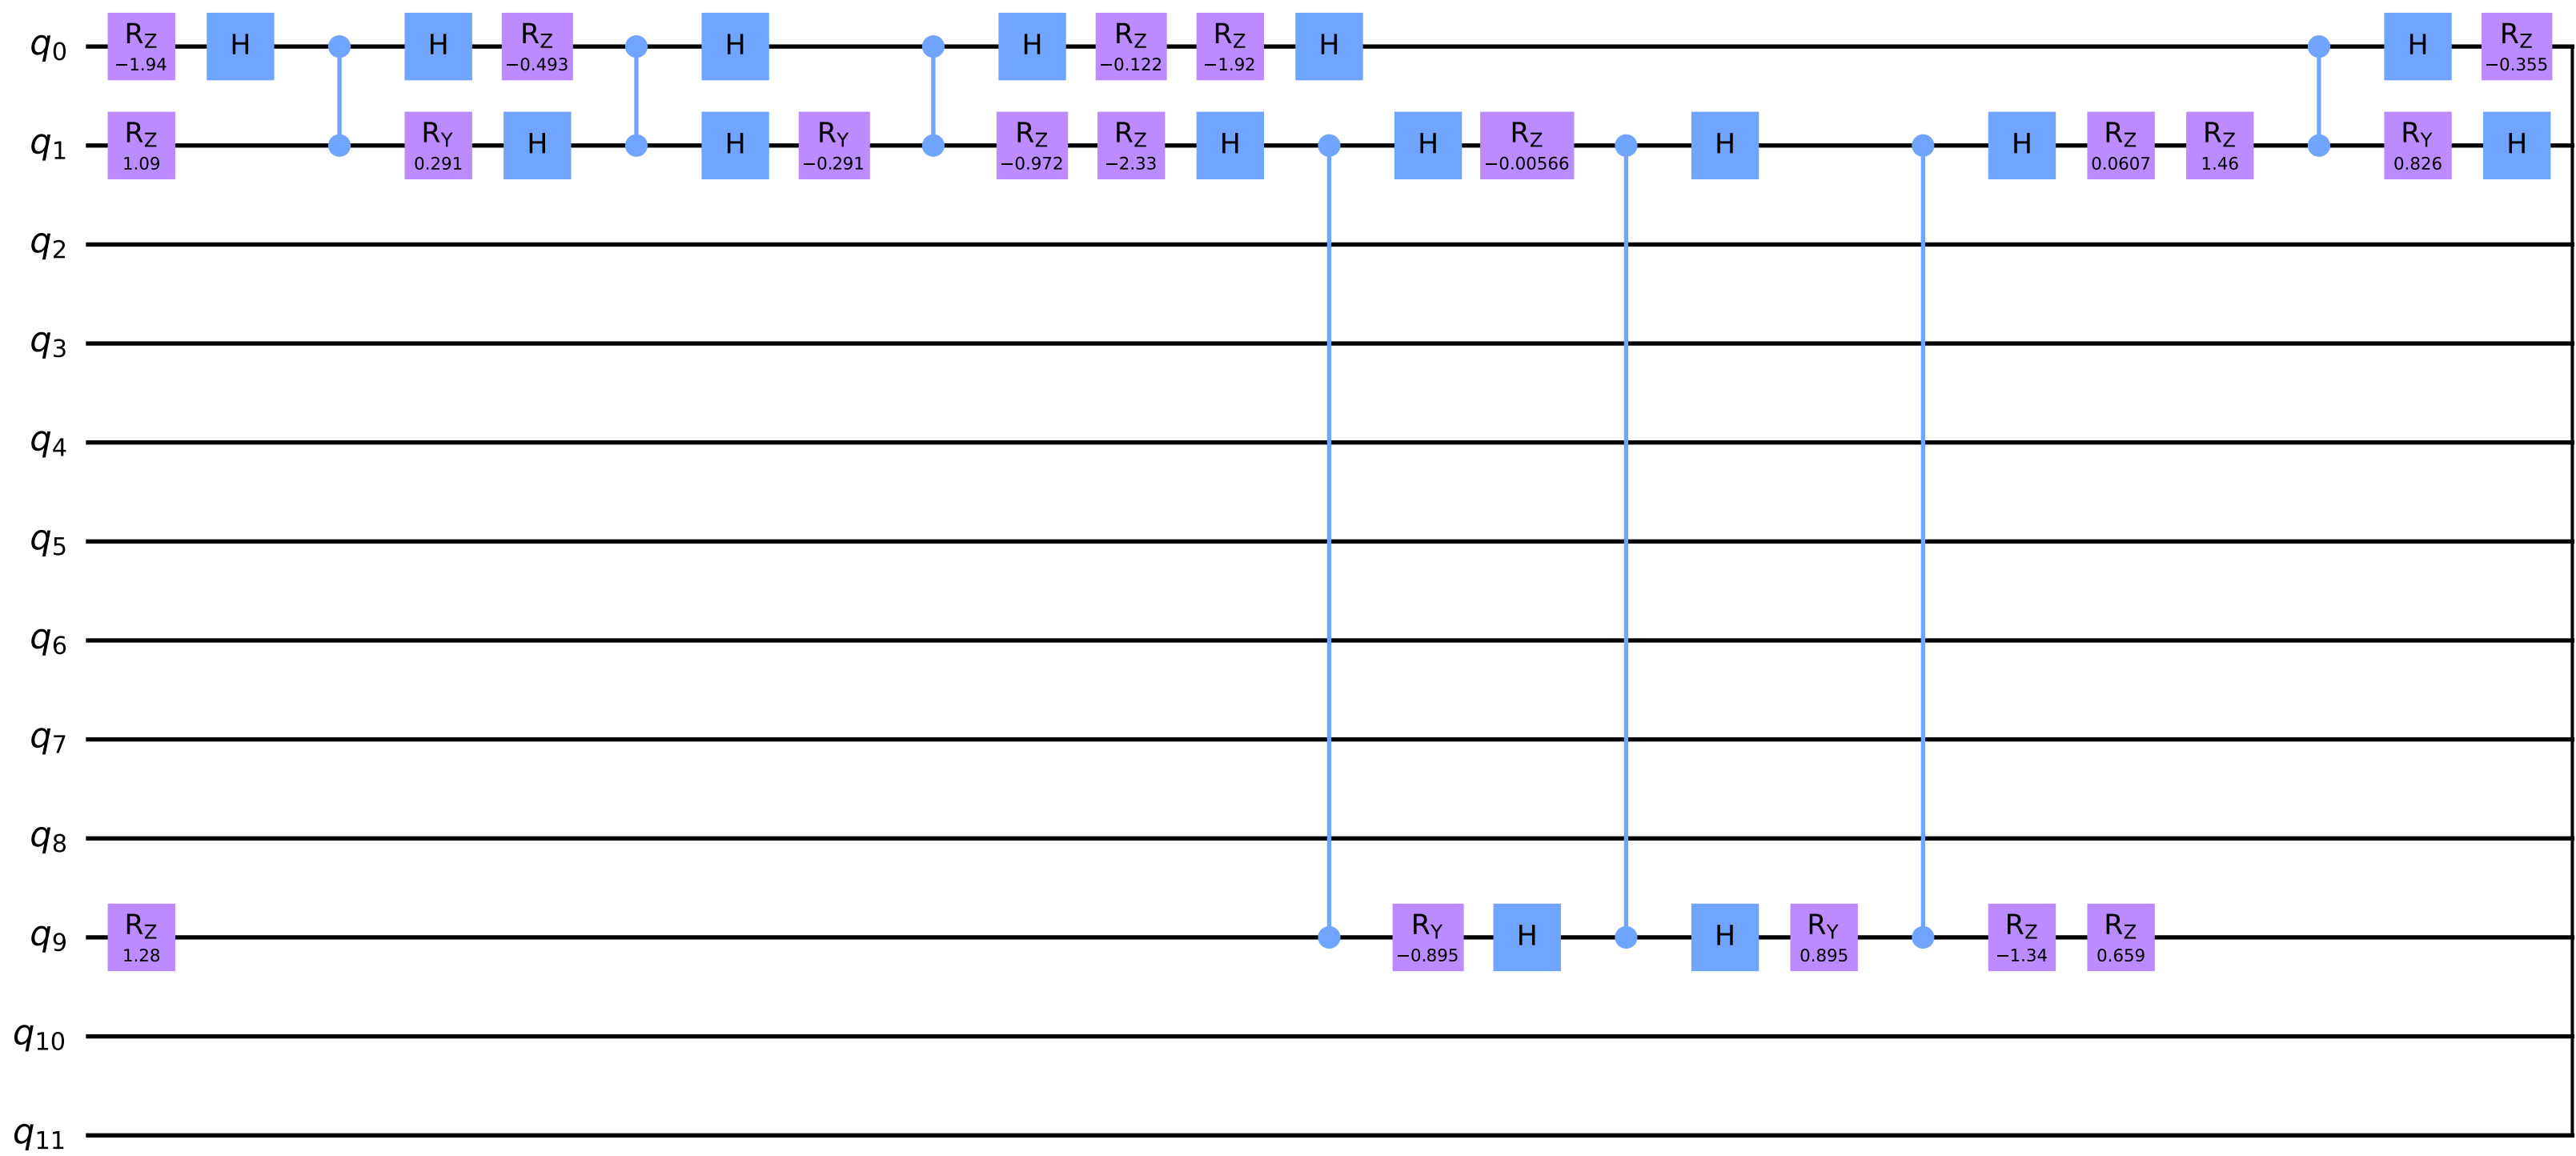 q0 RZ −1.94 H H RZ −0.493 H H RZ −0.122 RZ −1.92 H H RZ −0.355
q1 RZ 1.09 RY 0.291 H H RY −0.291 RZ −0.972 RZ −2.33 H H RZ −0.00566 H H RZ 0.0607 RZ 1.46 RY 0.826 H
q2
q3
q4
q5
q6
q7
q8
q9 RZ 1.28 RY −0.895 H H RY 0.895 RZ −1.34 RZ 0.659
q10
q11